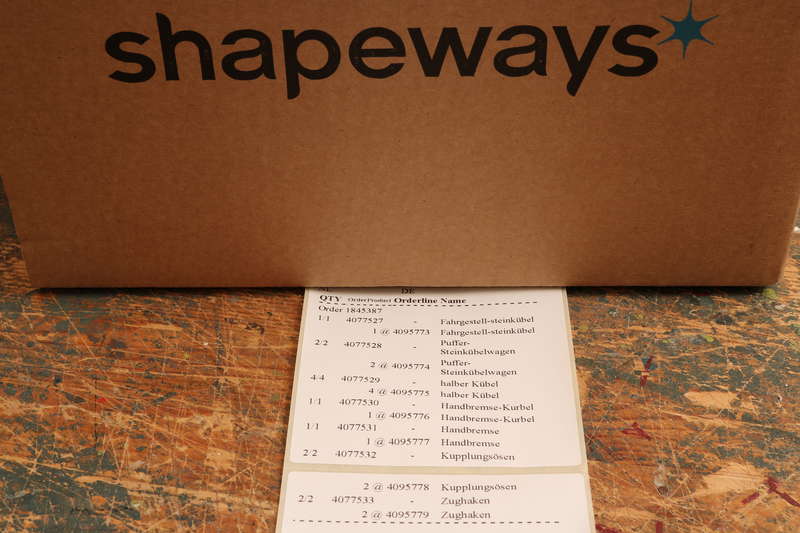 shapeways
DE
QTY OrderProduct Orderline Name
Order 1845387
1/1 4077527 - Fahrgestell-steinkübel
1 @ 4095773 Fahrgestell-steinkübel
2/2 4077528 - Puffer-
Steinkübelwagen
2 @ 4095774 Puffer-
Steinkübelwagen
4/4 4077529 - halber Kübel
4 @ 4095775 halber Kübel
1/1 4077530 - Handbremse-Kurbel
1 @ 4095776 Handbremse-Kurbel
1/1 4077531 - Handbremse
1 @ 4095777 Handbremse
2/2 4077532 - Kupplungsösen
2 @ 4095778 Kupplungsösen
2/2 4077533 - Zughaken
2 @ 4095779 Zughaken